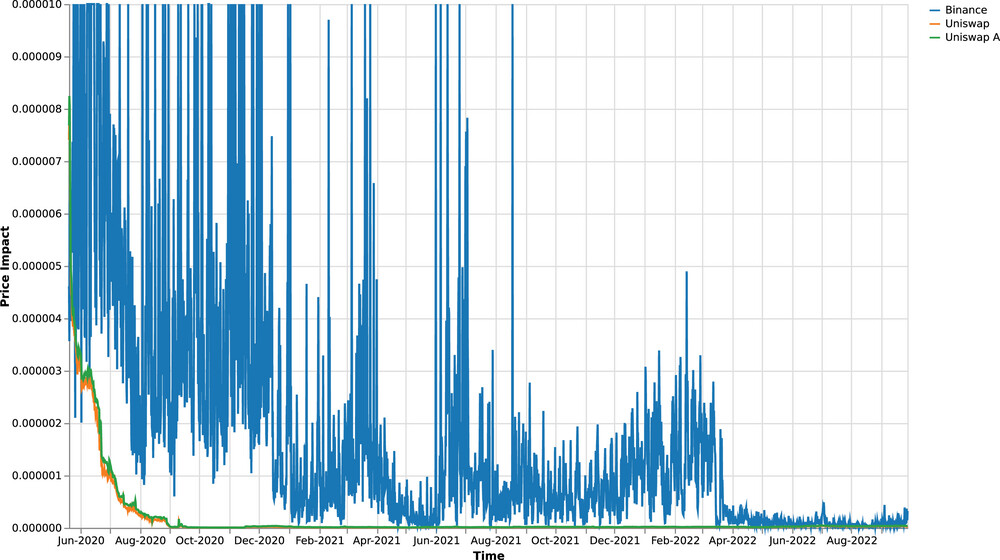 Binance
Uniswap
Uniswap A
0.000010
0.000009
0.000008
0.000007
0.000006
0.000005
0.000004
0.000003
0.000002
0.000001
0.000000
Price Impact
Jun-2020 Aug-2020 Oct-2020 Dec-2020 Feb-2021 Apr-2021 Jun-2021 Aug-2021 Oct-2021 Dec-2021 Feb-2022 Apr-2022 Jun-2022 Aug-2022
Time